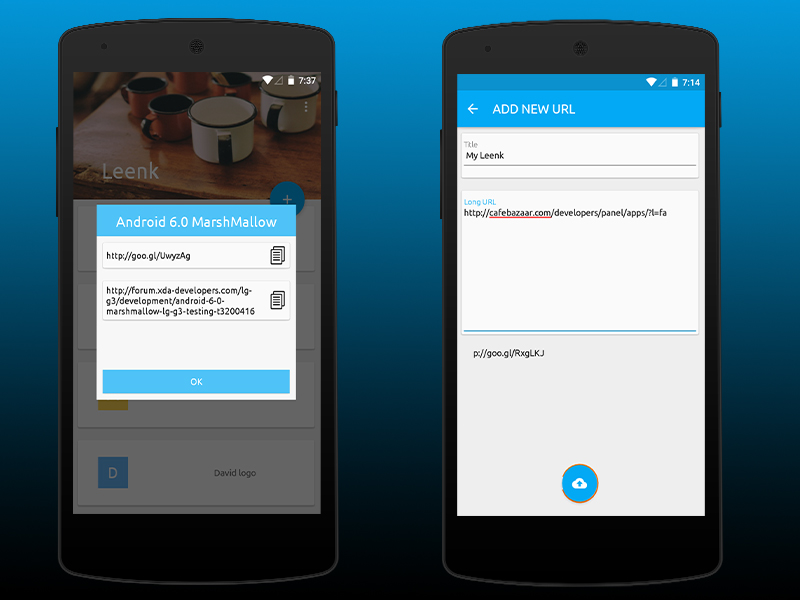 7:37
Leenk
+
Android 6.0 MarshMallow
http://goo.gl/UwyzAg
http://forum.xda-developers.com/lg-
g3/development/android-6-0-
marshmallow-lg-g3-testing-t3200416
OK
D
David logo
7:14
ADD NEW URL
Title
My Leenk
Long URL
http://cafebazaar.com/developers/panel/apps/?l=fa
p://goo.gl/RxgLKJ